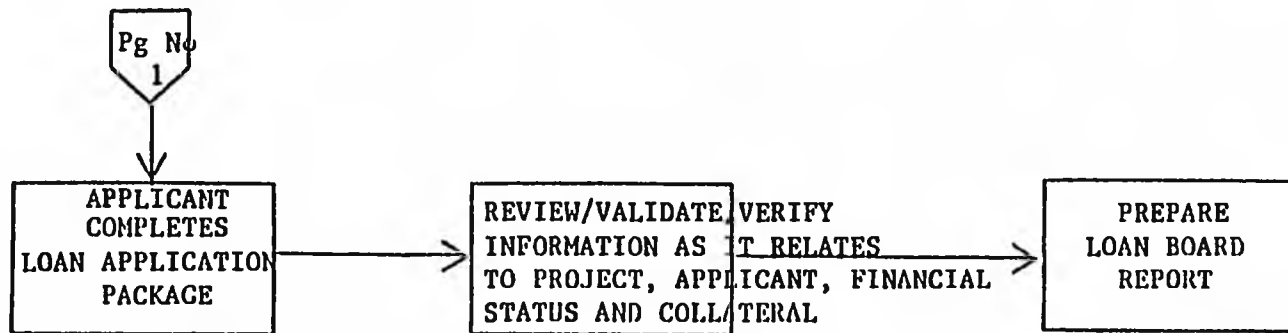 Pg No
1
APPLICANT
COMPLETES
LOAN APPLICATION
PACKAGE
REVIEW/VALIDATE/VERIFY
INFORMATION AS IT RELATES
TO PROJECT, APPLICANT, FINANCIAL
STATUS AND COLLATERAL
PREPARE
LOAN BOARD
REPORT